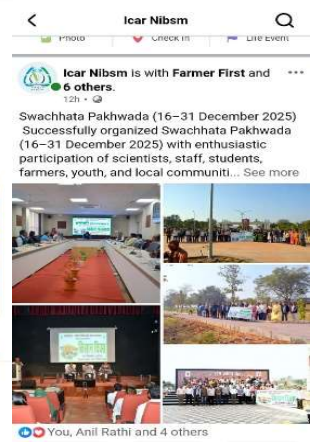 Icar Nibsm
Photo
Check In
Life Event
Icar Nibsm is with Farmer First and
6 others.
12h
Swachhata Pakhwada (16–31 December 2025)
Successfully organized Swachhata Pakhwada
(16–31 December 2025) with enthusiastic
participation of scientists, staff, students,
farmers, youth, and local communiti... See more
You, Anil Rathi and 4 others